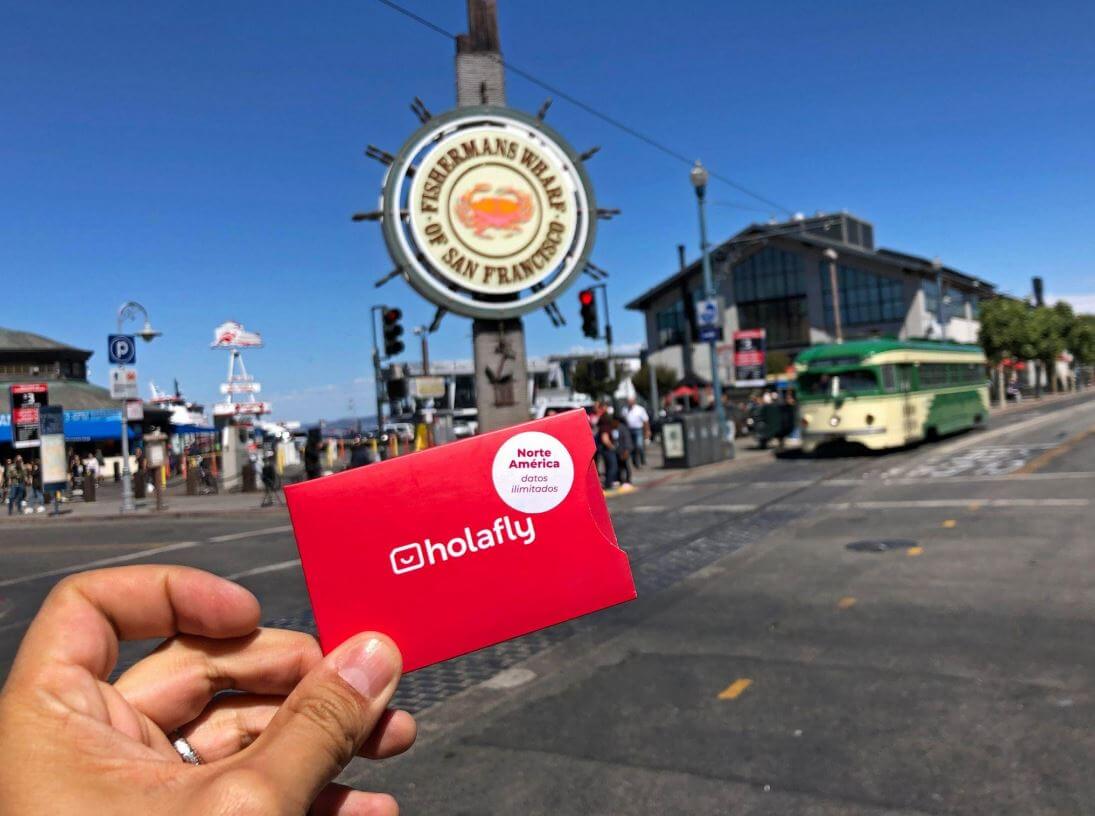 FISHERMANS WHARF
OF SAN FRANCISCO
P
Norte
América
datos
ilimitados
holafly